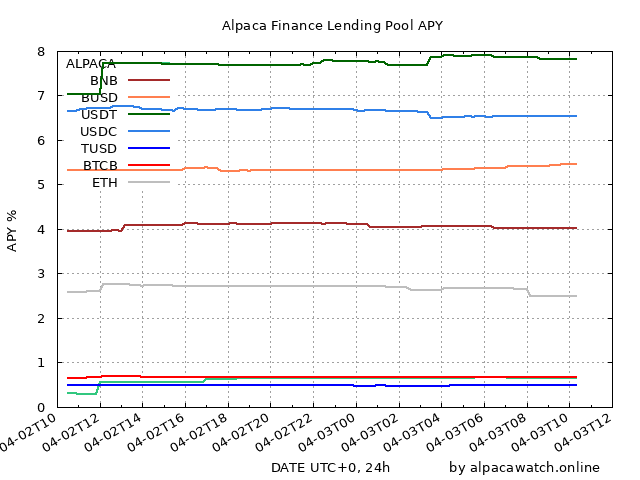 Alpaca Finance Lending Pool APY
8
7
6
5
4
3
2
1
0
APY %
ALPACA
BNB
BUSD
USDT
USDC
TUSD
BTCB
ETH
04-02T10
04-02T12
04-02T14
04-02T16
04-02T18
04-02T20
04-02T22
04-03T00
04-03T02
04-03T04
04-03T06
04-03T08
04-03T10
04-03T12
DATE UTC+0, 24h
by alpacawatch.online